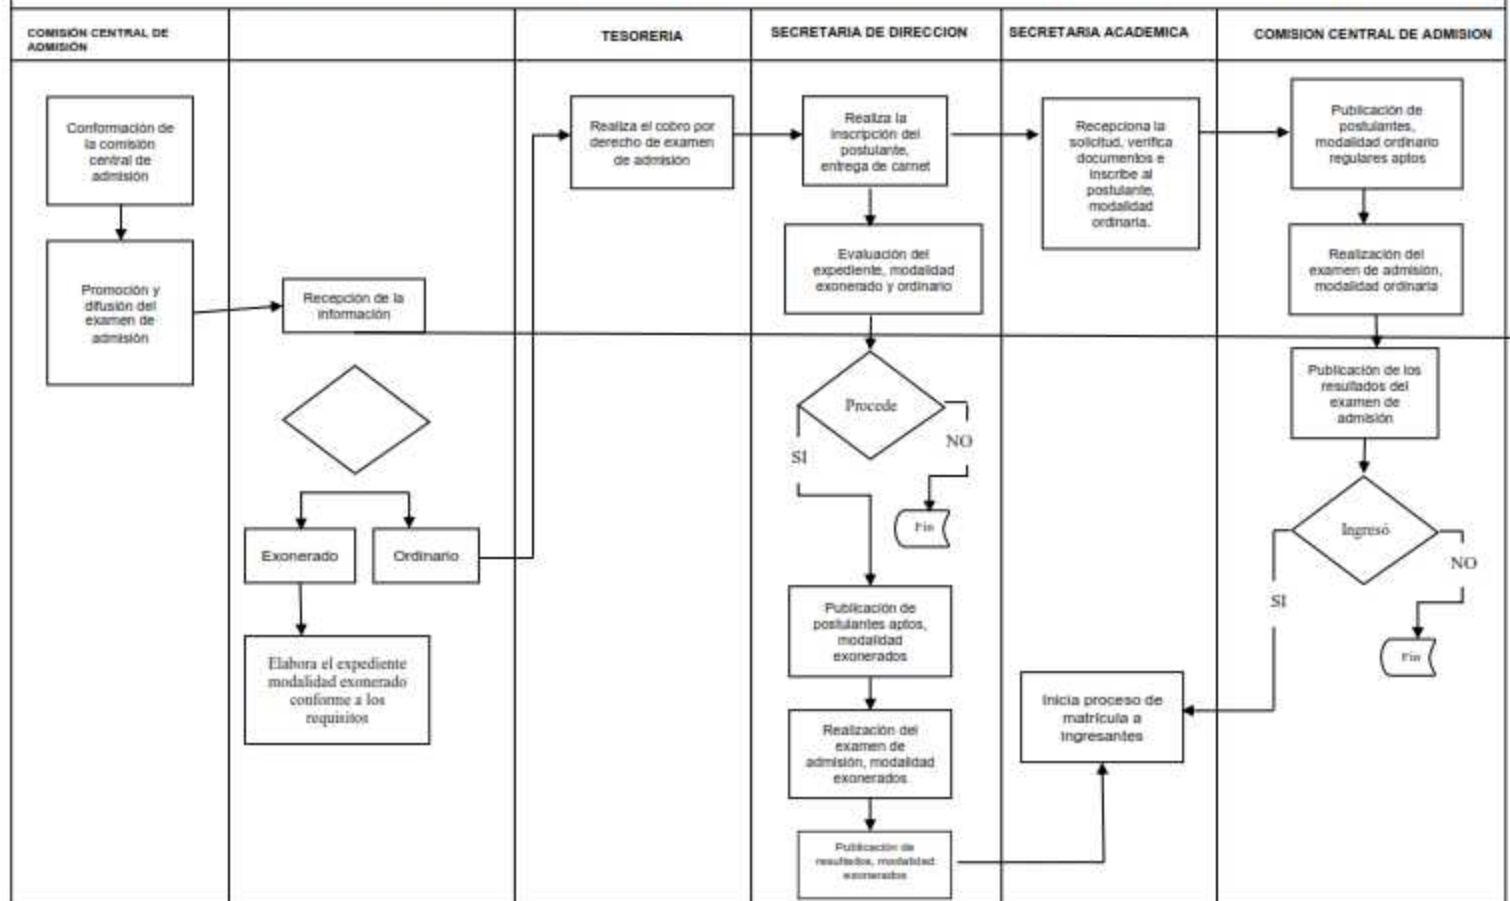 COMISIÓN CENTRAL DE
ADMISIÓN
TESORERIA
SECRETARIA DE DIRECCION
SECRETARIA ACADEMICA
COMISION CENTRAL DE ADMISION
Conformación de
la comisión
central de
admisión
Promoción y
difusión del
examen de
admisión
Recepción de la
información
Exonerado
Ordinario
Elabora el expediente
modalidad exonerado
conforme a los
requisitos
Realiza el cobro por
derecho de examen
de admisión
Realiza la
inscripción del
postulante,
entrega de carnet
Evaluación del
expediente, modalidad
exonerado y ordinario
Procede
SI
NO
Fin
Publicación de
postulantes aptos,
modalidad
exonerados
Realización del
examen de
admisión, modalidad
exonerados
Publicación de
resultados, modalidad
exonerados
Recepciona la
solicitud, verifica
documentos e
inscribe al
postulante,
modalidad
ordinaria.
Inicia proceso de
matrícula a
ingresantes
Publicación de
postulantes,
modalidad ordinario
regulares aptos
Realización del
examen de admisión,
modalidad ordinaria
Publicación de los
resultados del
examen de
admisión
Ingresó
SI
NO
Fin